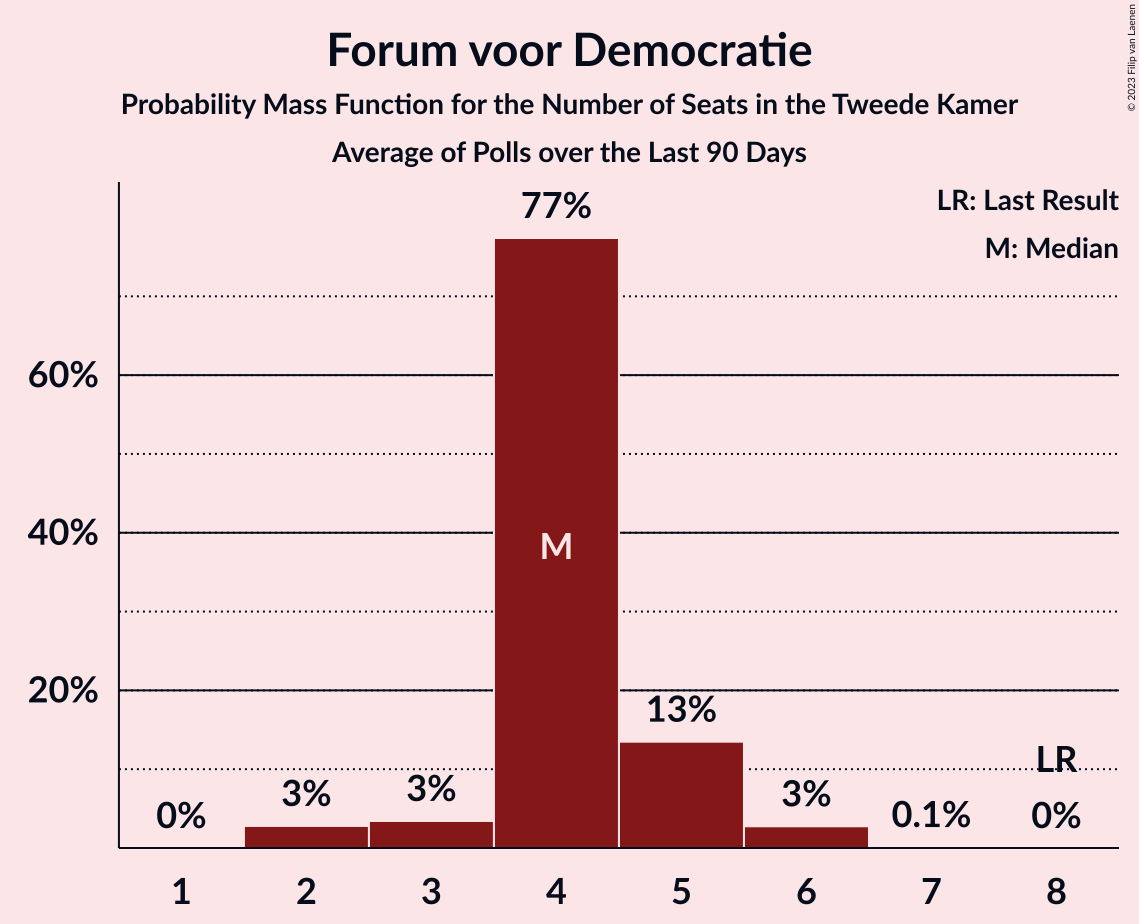 Forum voor Democratie
Probability Mass Function for the Number of Seats in the Tweede Kamer
Average of Polls over the Last 90 Days
© 2023 Filip van Laenen
LR: Last Result
M: Median
77%
60%
40%
M
20%
13%
LR
0%
3%
3%
3%
0.1%
0%
1 2 3 4 5 6 7 8